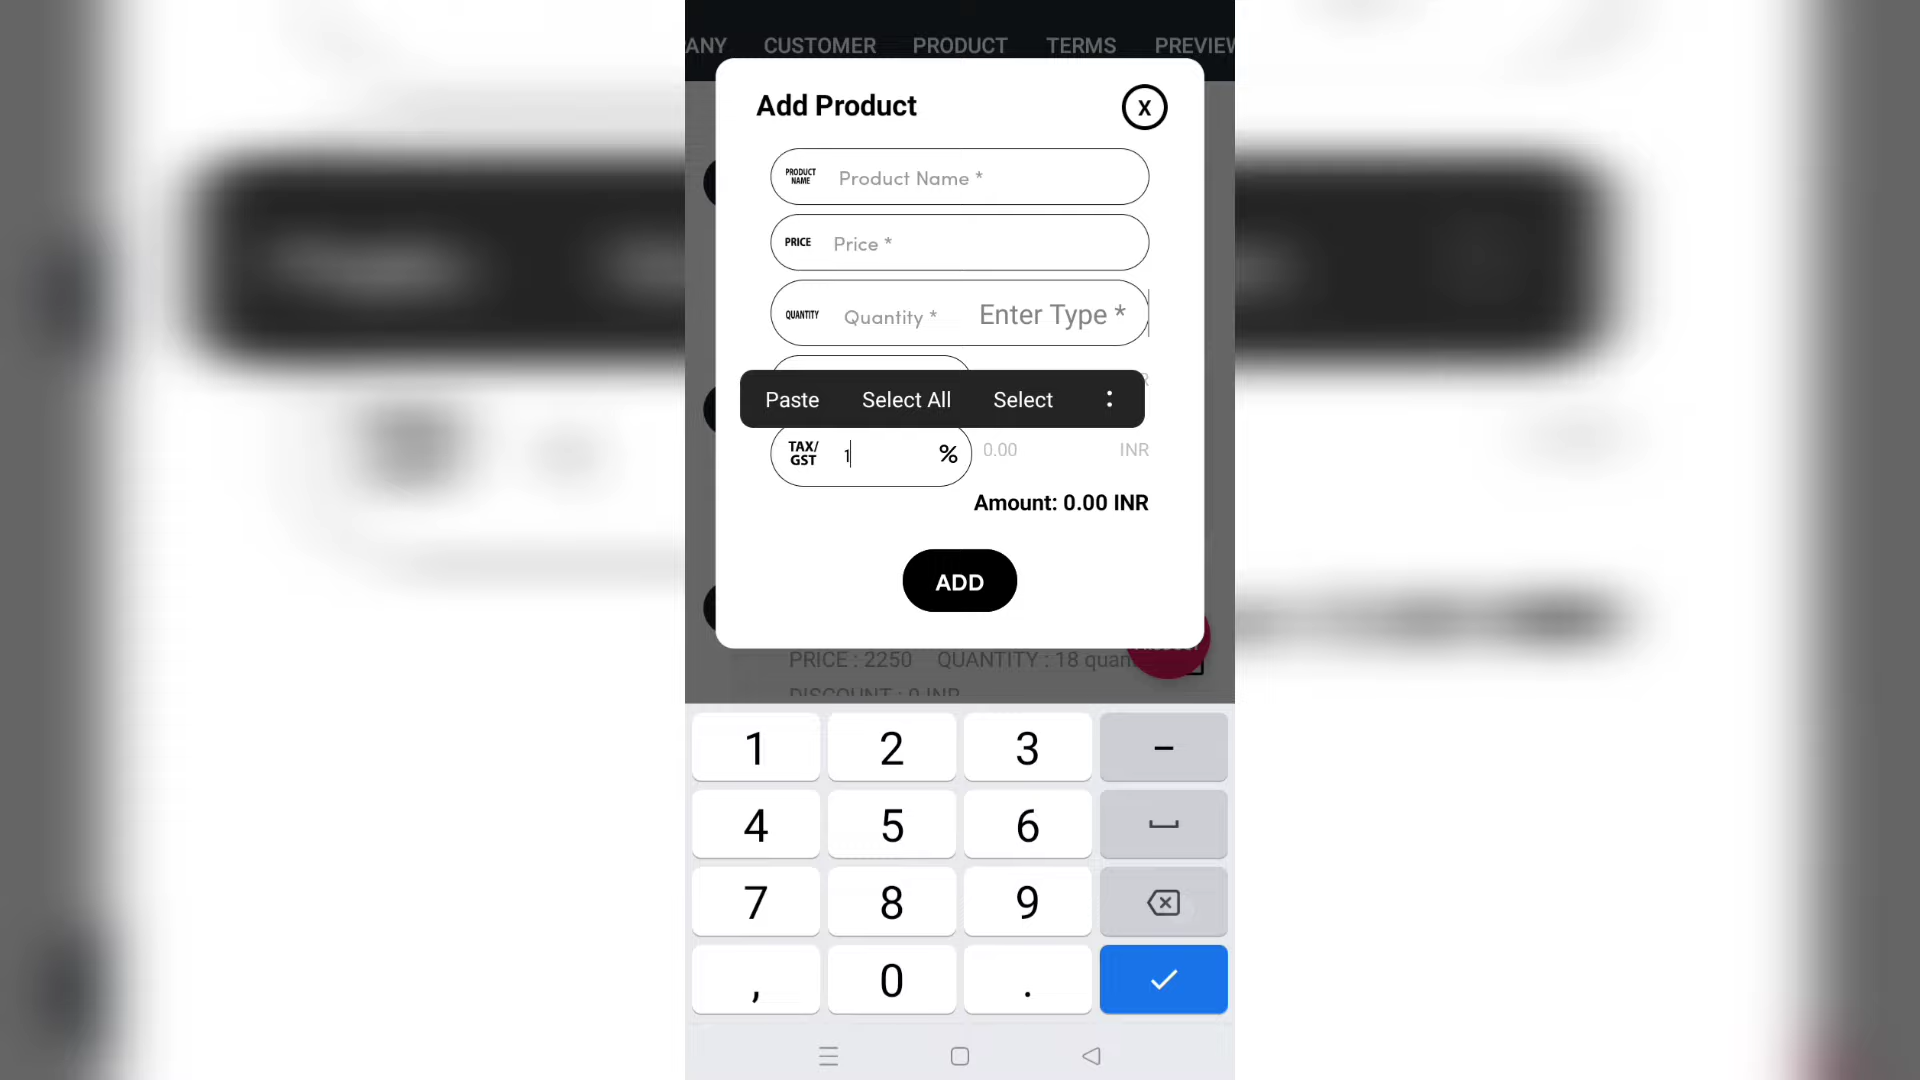 ANY CUSTOMER PRODUCT TERMS PREVIEW
Add Product X
PRODUCT
NAME
Product Name *
PRICE Price *
QUANTITY Quantity * Enter Type *
Paste Select All Select
TAX/
GST
1 % 0.00 INR
Amount: 0.00 INR
ADD
PRICE : 2250 QUANTITY : 18 quan
DISCOUNT : 0 INR
1 2 3 -
4 5 6
7 8 9
, 0 .